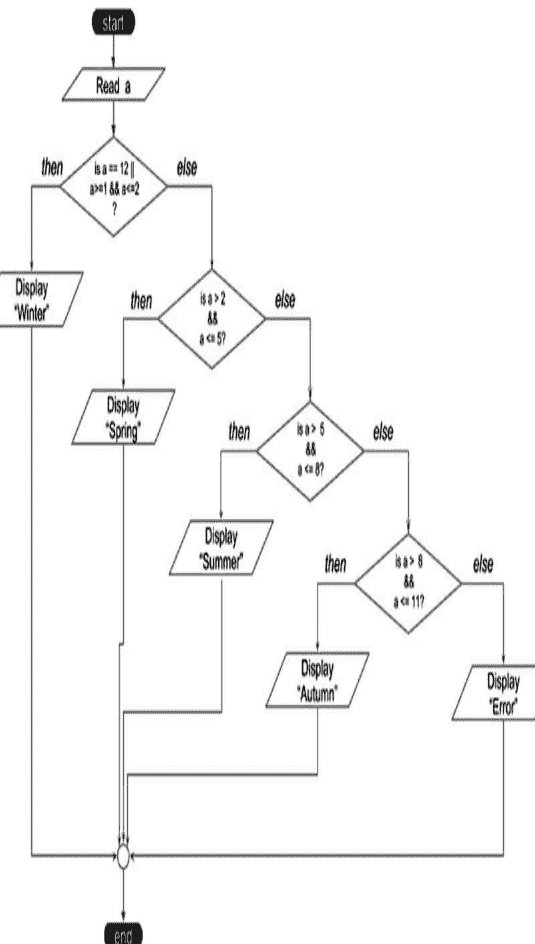 start
Read a
then
is a == 12 ||
a>=1 && a<=2
?
else
Display
"Winter"
then
is a > 2
&&
a <= 5?
else
Display
"Spring"
then
is a > 5
&&
a <= 8?
else
Display
"Summer"
then
is a > 8
&&
a <= 11?
else
Display
"Autumn"
Display
"Error"
end